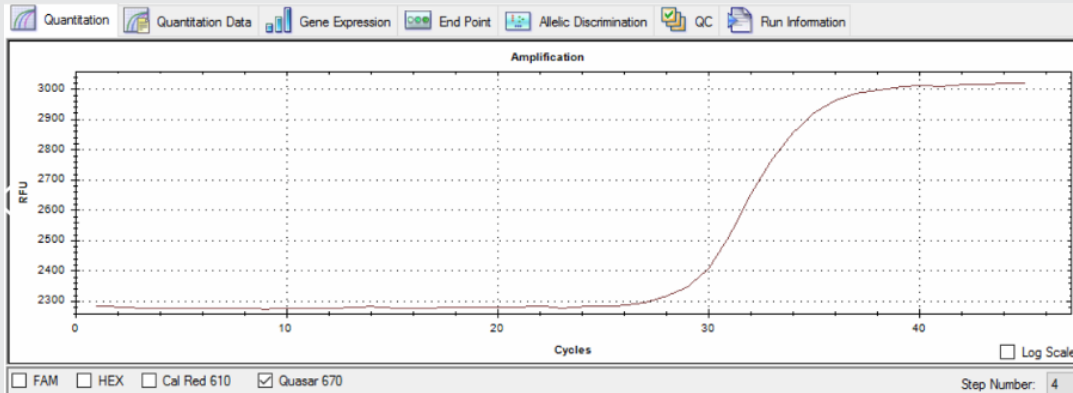 Quantitation Quantitation Data Gene Expression End Point Allelic Discrimination QC Run Information
Amplification
3000
2900
2800
2700
2600
2500
2400
2300
RFU
0 10 20 30 40
Cycles
Log Scale
FAM HEX Cal Red 610 Quasar 670 Step Number: 4